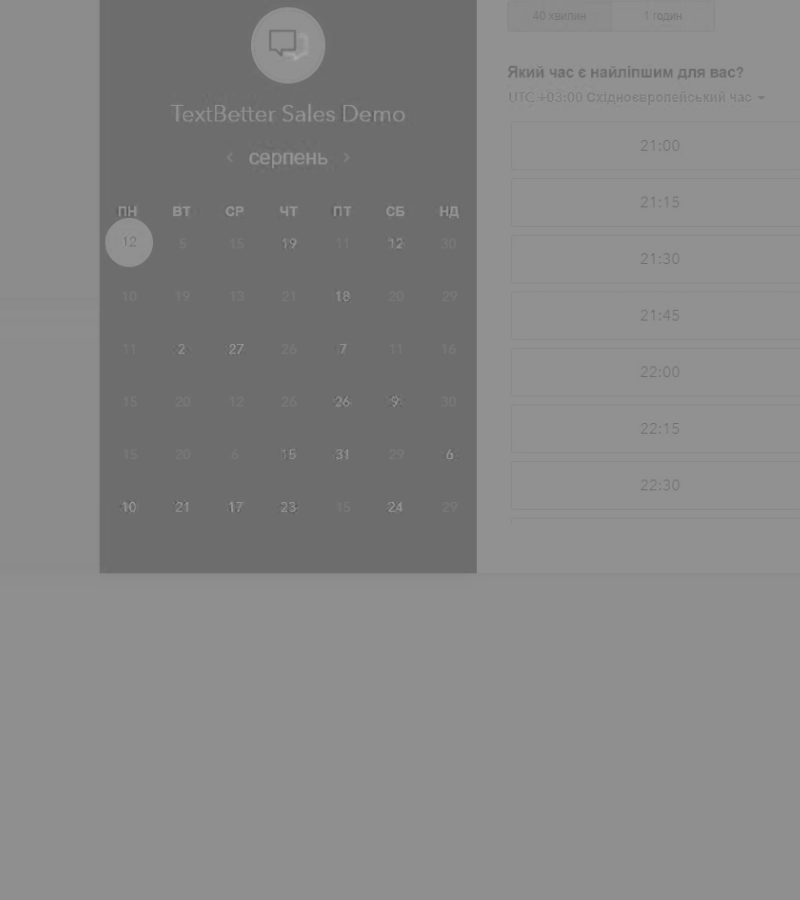 TextBetter Sales Demo
‹ серпень ›
ПН ВТ СР ЧТ ПТ СБ НД
12 5 15 19 11 12 30
10 19 13 21 18 20 29
11 2 27 26 7 11 16
15 20 12 26 26 9 30
15 20 6 15 31 29 6
10 21 17 23 15 24 29
40 хвилин 1 годин
Який час є найліпшим для вас?
UTC +03:00 Східноєвропейський час
21:00
21:15
21:30
21:45
22:00
22:15
22:30